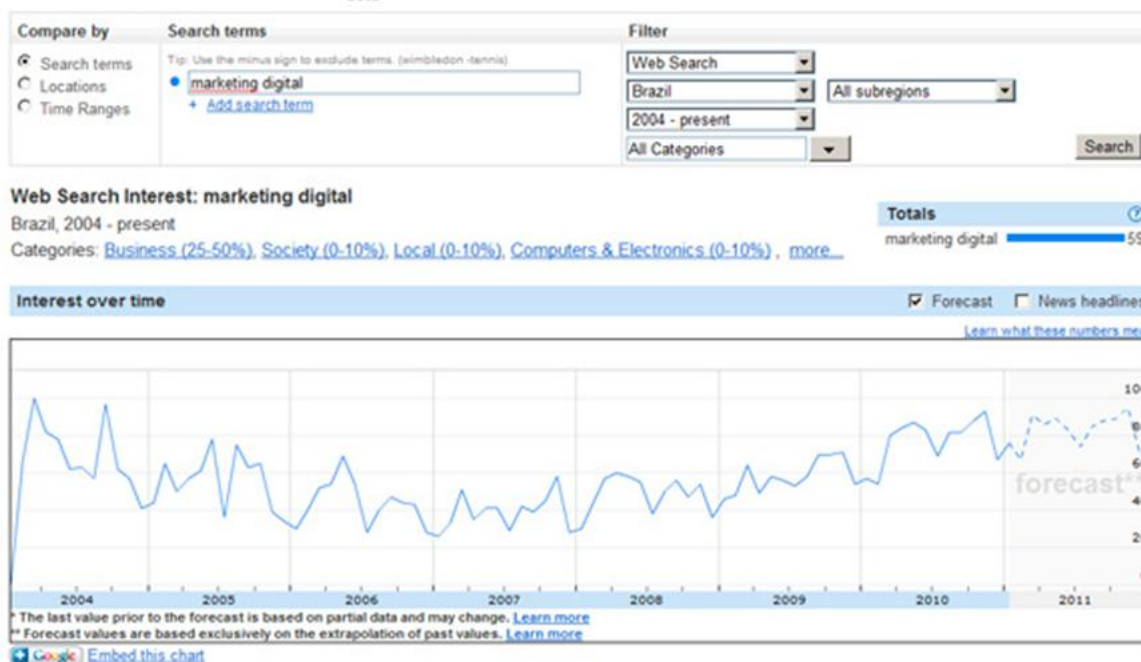 Compare by Search terms Filter
Search terms Tip: Use the minus sign to exclude terms. (wimbledon -tennis) Web Search
Locations marketing digital Brazil All subregions
Time Ranges + Add search term 2004 - present
All Categories Search
Web Search Interest: marketing digital
Brazil, 2004 - present
Totals
Categories: Business (25-50%), Society (0-10%), Local (0-10%), Computers & Electronics (0-10%) , more...
marketing digital
Interest over time Forecast News headlines
Learn what these numbers
forecast**
2004 2005 2006 2007 2008 2009 2010 2011
* The last value prior to the forecast is based on partial data and may change. Learn more
** Forecast values are based exclusively on the extrapolation of past values. Learn more
Google Embed this chart